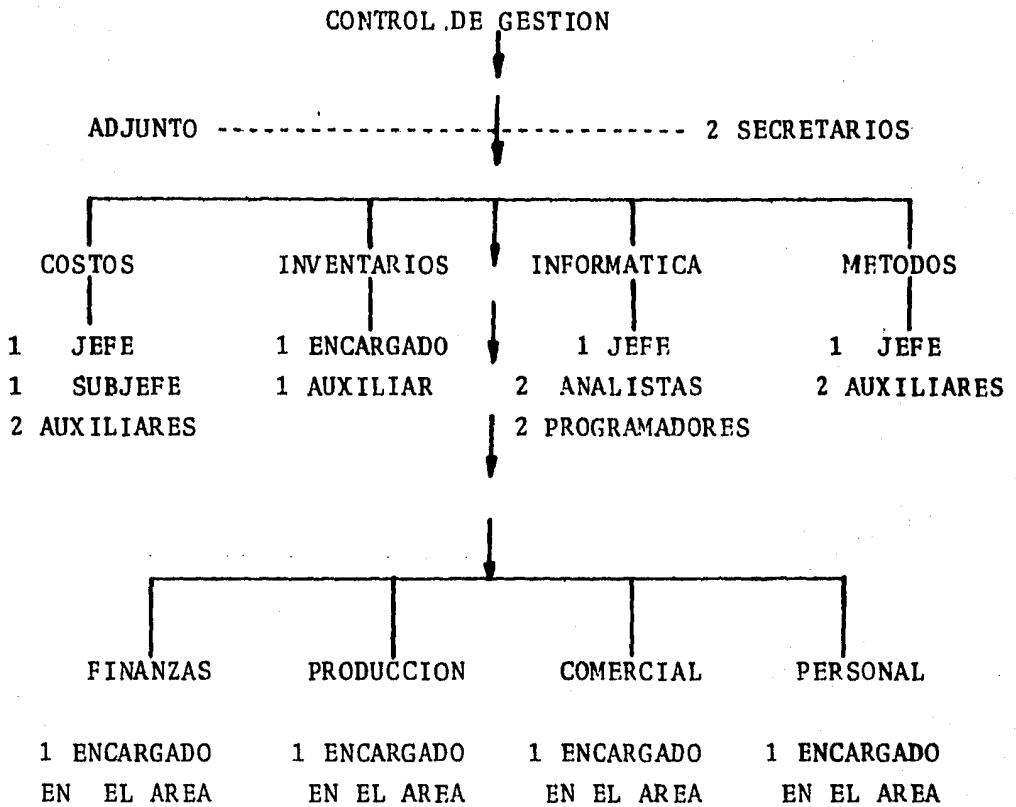 CONTROL DE GESTION
ADJUNTO ---------------------------------- 2 SECRETARIOS
COSTOS INVENTARIOS INFORMATICA METODOS
1 JEFE 1 ENCARGADO 1 JEFE 1 JEFE
1 SUBJEFE 1 AUXILIAR 2 ANALISTAS 2 AUXILIARES
2 AUXILIARES 2 PROGRAMADORES
FINANZAS PRODUCCION COMERCIAL PERSONAL
1 ENCARGADO 1 ENCARGADO 1 ENCARGADO 1 ENCARGADO
EN EL AREA EN EL AREA EN EL AREA EN EL AREA